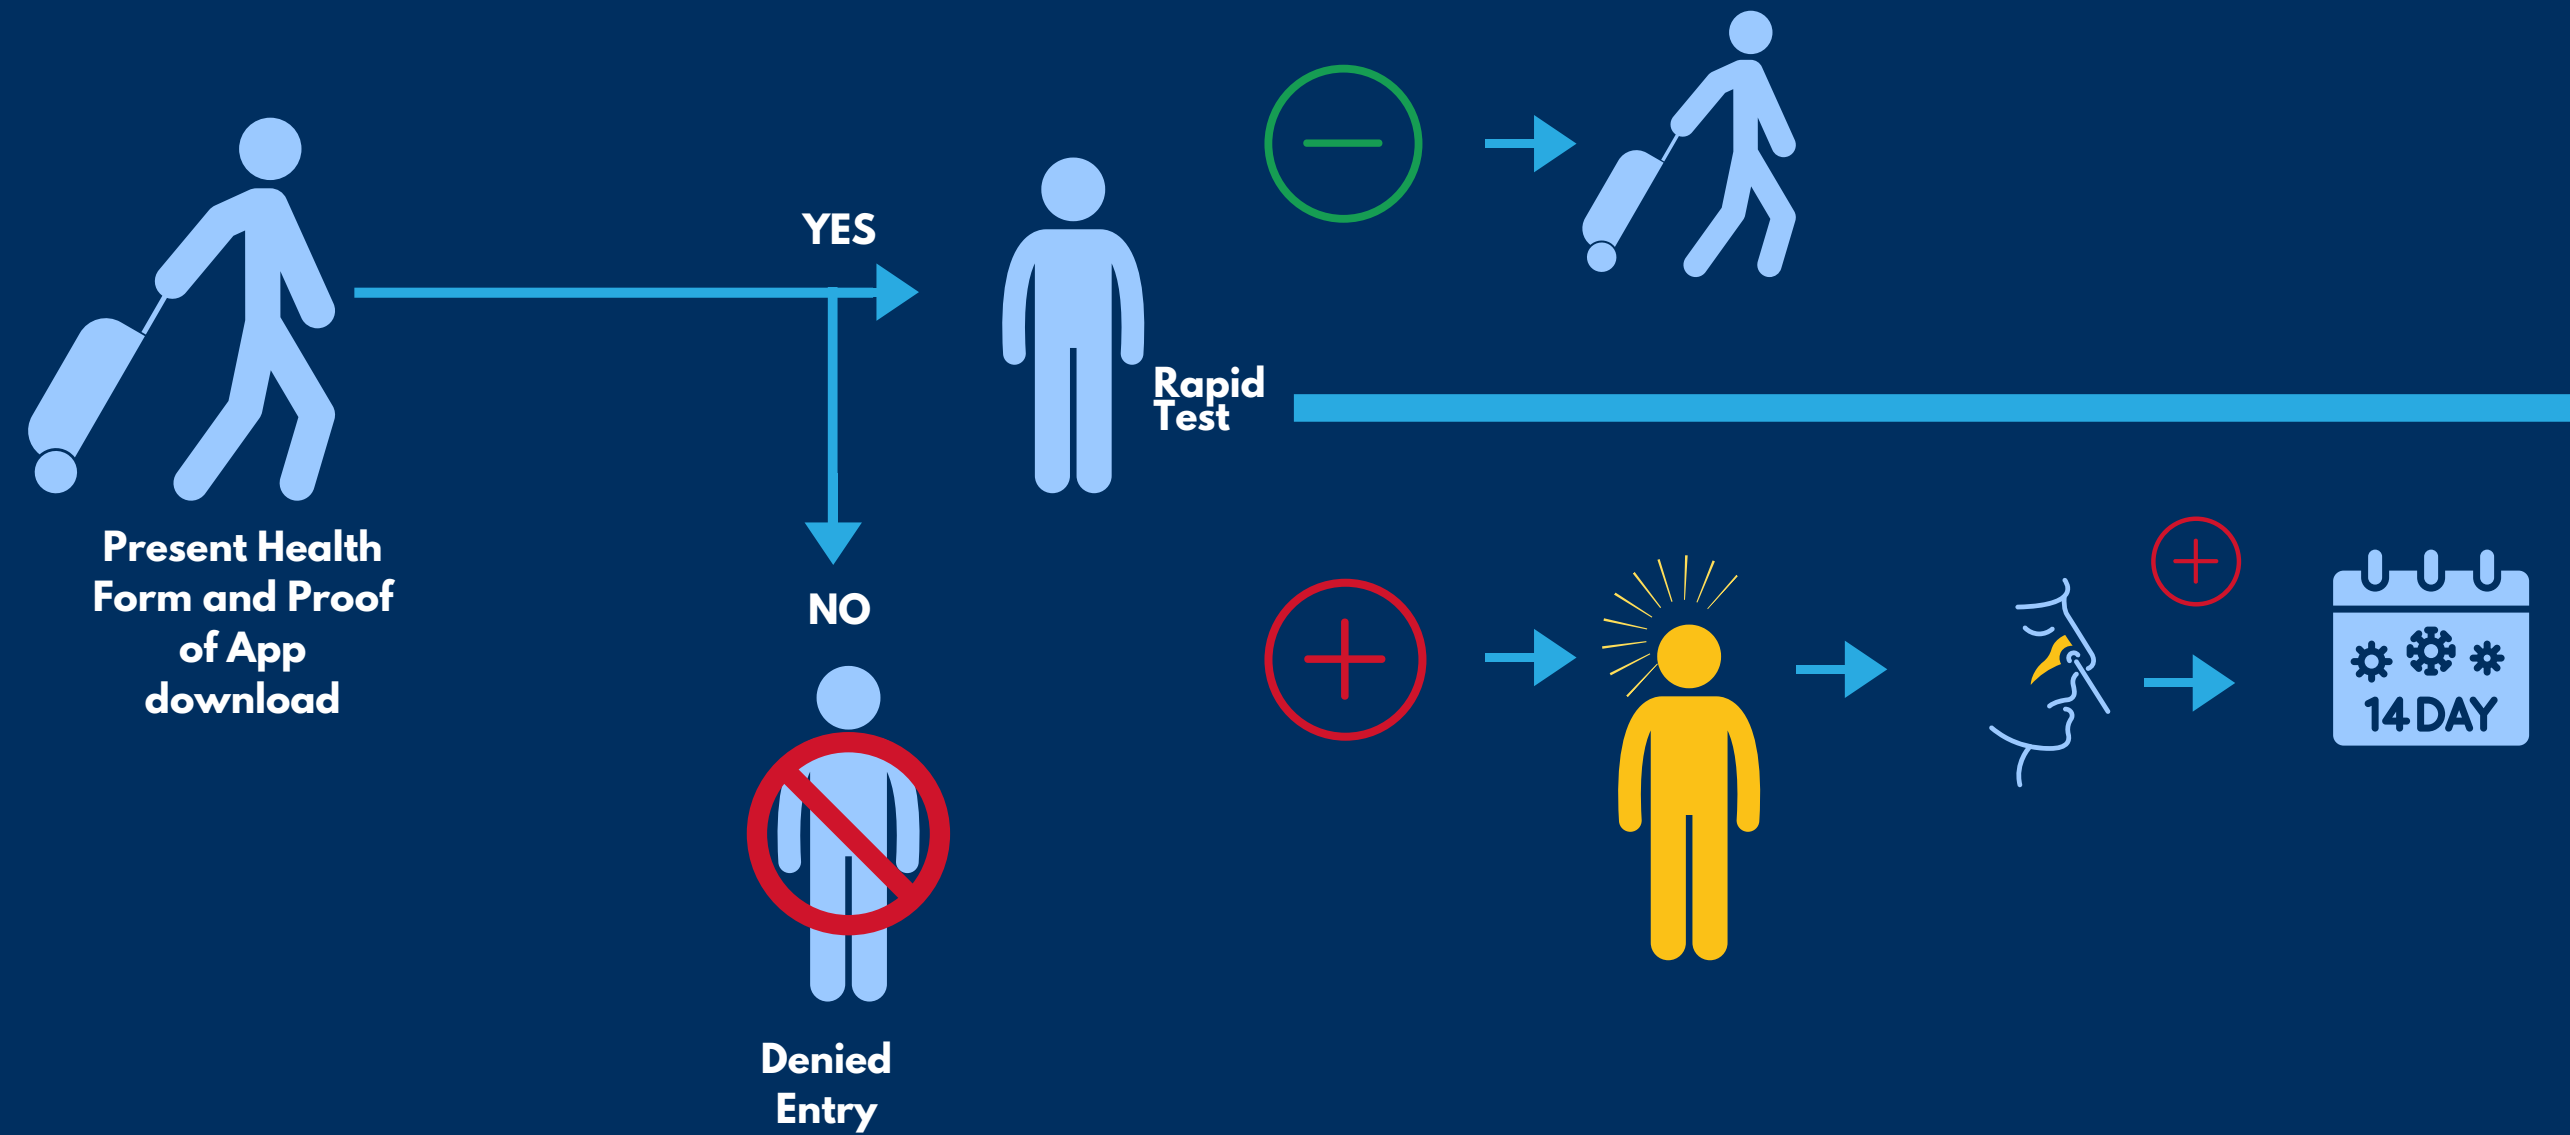 Present Health
Form and Proof
of App
download
YES
NO
Denied
Entry
Rapid
Test
14 DAY